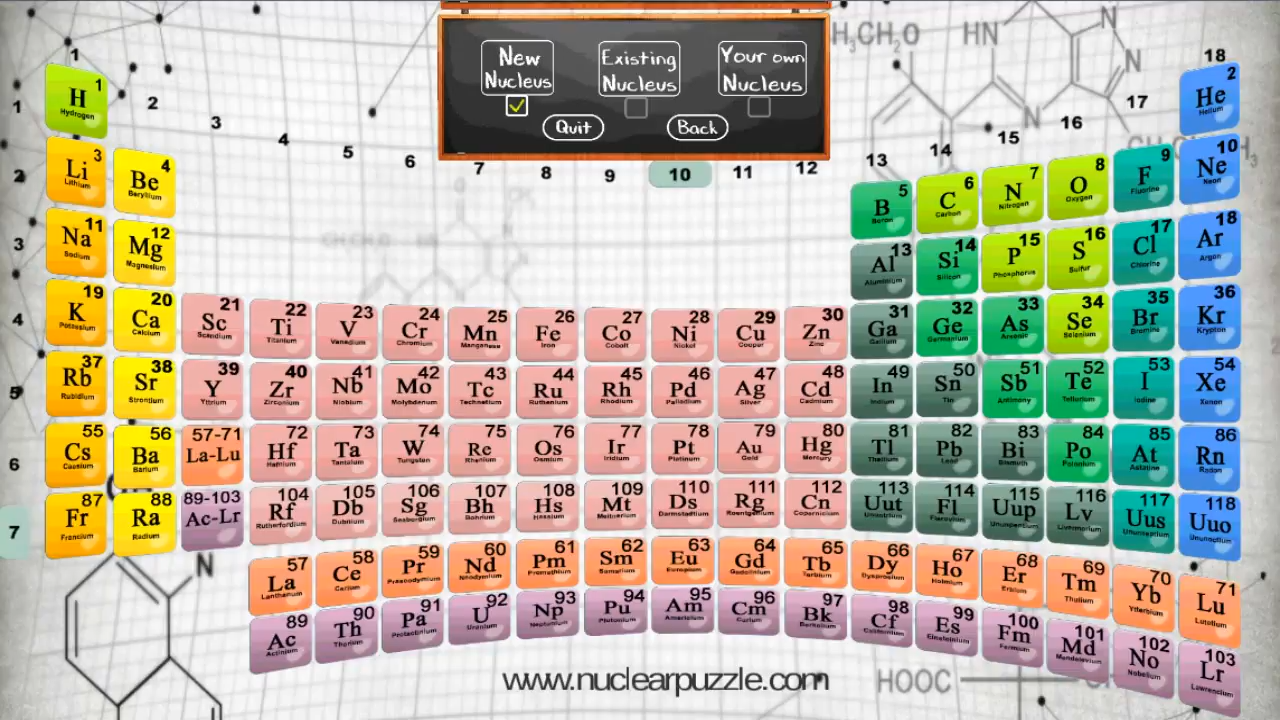 New Nucleus
Existing Nucleus
Your own Nucleus
Quit
Back
H₃CH₂O
HN
N
N
N
1
2
3
4
5
6
7
8
9
10
11
12
13
14
15
16
17
18
1
1 H Hydrogen
2 He Helium
2
3 Li Lithium
4 Be Beryllium
5 B Boron
6 C Carbon
7 N Nitrogen
8 O Oxygen
9 F Fluorine
10 Ne Neon
3
11 Na Sodium
12 Mg Magnesium
13 Al Aluminium
14 Si Silicon
15 P Phosphorus
16 S Sulfur
17 Cl Chlorine
18 Ar Argon
4
19 K Potassium
20 Ca Calcium
21 Sc Scandium
22 Ti Titanium
23 V Vanadium
24 Cr Chromium
25 Mn Manganese
26 Fe Iron
27 Co Cobolt
28 Ni Nickel
29 Cu Cooper
30 Zn Zinc
31 Ga Gallium
32 Ge Germanium
33 As Arsenic
34 Se Selenium
35 Br Bromine
36 Kr Krypton
5
37 Rb Rubidium
38 Sr Strontium
39 Y Yttrium
40 Zr Zirconium
41 Nb Niobium
42 Mo Molybdenum
43 Tc Technetium
44 Ru Ruthenium
45 Rh Rhodium
46 Pd Palladium
47 Ag Silver
48 Cd Cadmium
49 In Indium
50 Sn Tin
51 Sb Antimony
52 Te Tellurium
53 I Iodine
54 Xe Xenon
6
55 Cs Caesium
56 Ba Barium
57-71 La-Lu
72 Hf Hafnium
73 Ta Tantalum
74 W Tungsten
75 Re Rhenium
76 Os Osmium
77 Ir Iridium
78 Pt Platinum
79 Au Gold
80 Hg Mercury
81 Tl Thallium
82 Pb Lead
83 Bi Bismuth
84 Po Polonium
85 At Astatine
86 Rn Radon
7
87 Fr Francium
88 Ra Radium
89-103 Ac-Lr
104 Rf Rutherfordium
105 Db Dubnium
106 Sg Seaborgium
107 Bh Bohrium
108 Hs Hassium
109 Mt Meitnerium
110 Ds Darmstadtium
111 Rg Roentgenium
112 Cn Copernicium
113 Uut Ununtrium
114 Fl Flerovium
115 Uup Ununpentium
116 Lv Livermorium
117 Uus Ununseptium
118 Uuo Ununoctium
57 La Lanthanum
58 Ce Cerium
59 Pr Praseodymium
60 Nd Neodymium
61 Pm Promethium
62 Sm Samarium
63 Eu Europium
64 Gd Gadolinium
65 Tb Terbium
66 Dy Dysprosium
67 Ho Holmium
68 Er Erbium
69 Tm Thulium
70 Yb Ytterbium
71 Lu Lutetium
89 Ac Actinium
90 Th Thorium
91 Pa Protactinium
92 U Uranium
93 Np Neptunium
94 Pu Plutonium
95 Am Americium
96 Cm Curium
97 Bk Berkelium
98 Cf Californium
99 Es Einsteinium
100 Fm Fermium
101 Md Mendelevium
102 No Nobelium
103 Lr Lawrencium
N
www.nuclearpuzzle.com
HOOC